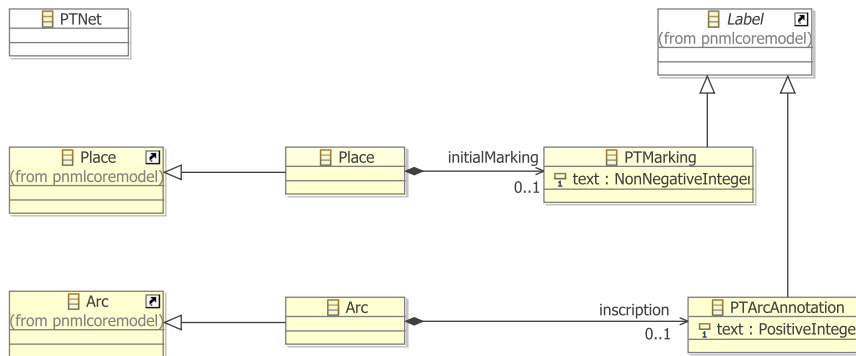 PTNet
Label
(from pnmlcoremodel)
Place
(from pnmlcoremodel)
Place
initialMarking
0..1
PTMarking
text : NonNegativeInteger
Arc
(from pnmlcoremodel)
Arc
inscription
0..1
PTArcAnnotation
text : PositiveIntege